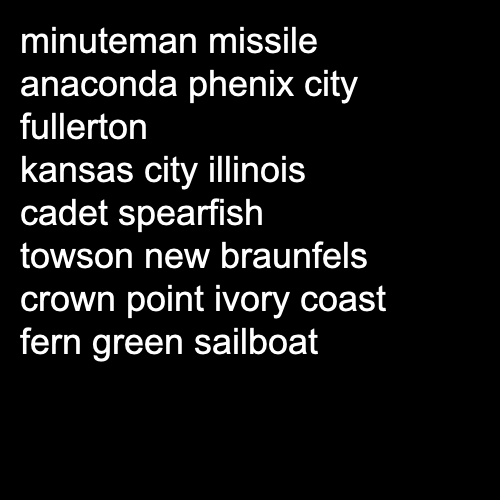 minuteman missile
anaconda phenix city
fullerton
kansas city illinois
cadet spearfish
towson new braunfels
crown point ivory coast
fern green sailboat